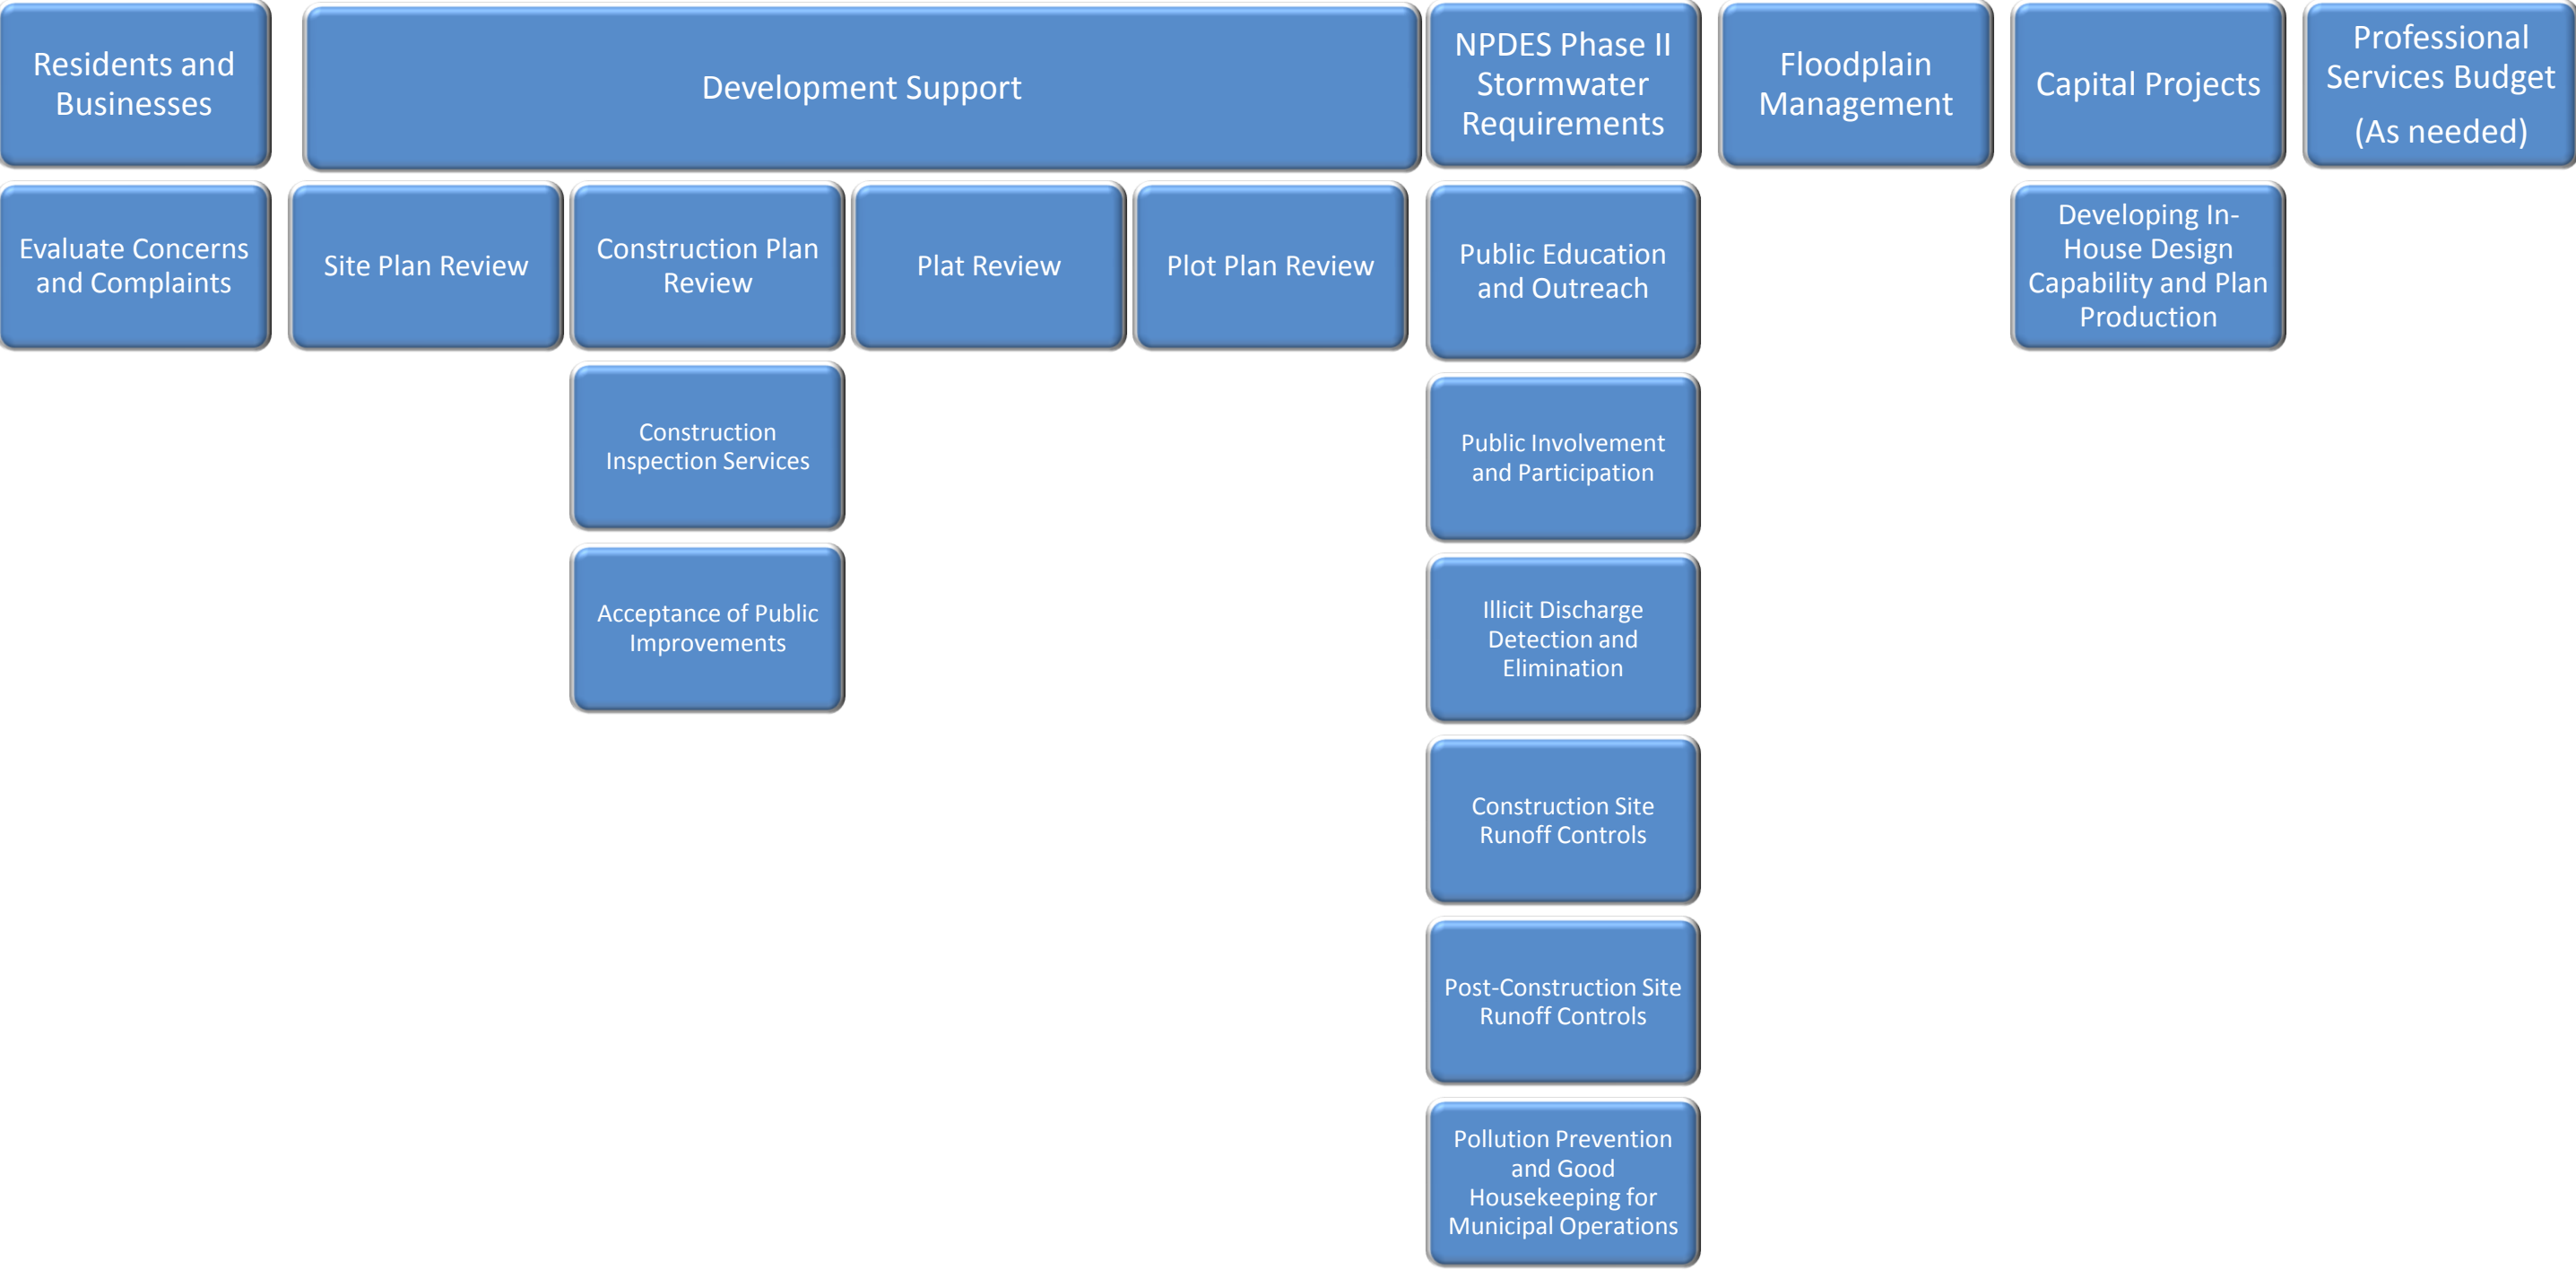 Residents and
Businesses
Development Support
NPDES Phase II
Stormwater
Requirements
Floodplain
Management
Capital Projects
Professional
Services Budget
(As needed)
Evaluate Concerns
and Complaints
Site Plan Review
Construction Plan
Review
Plat Review
Plot Plan Review
Public Education
and Outreach
Developing In-
House Design
Capability and Plan
Production
Construction
Inspection Services
Public Involvement
and Participation
Acceptance of Public
Improvements
Illicit Discharge
Detection and
Elimination
Construction Site
Runoff Controls
Post-Construction Site
Runoff Controls
Pollution Prevention
and Good
Housekeeping for
Municipal Operations